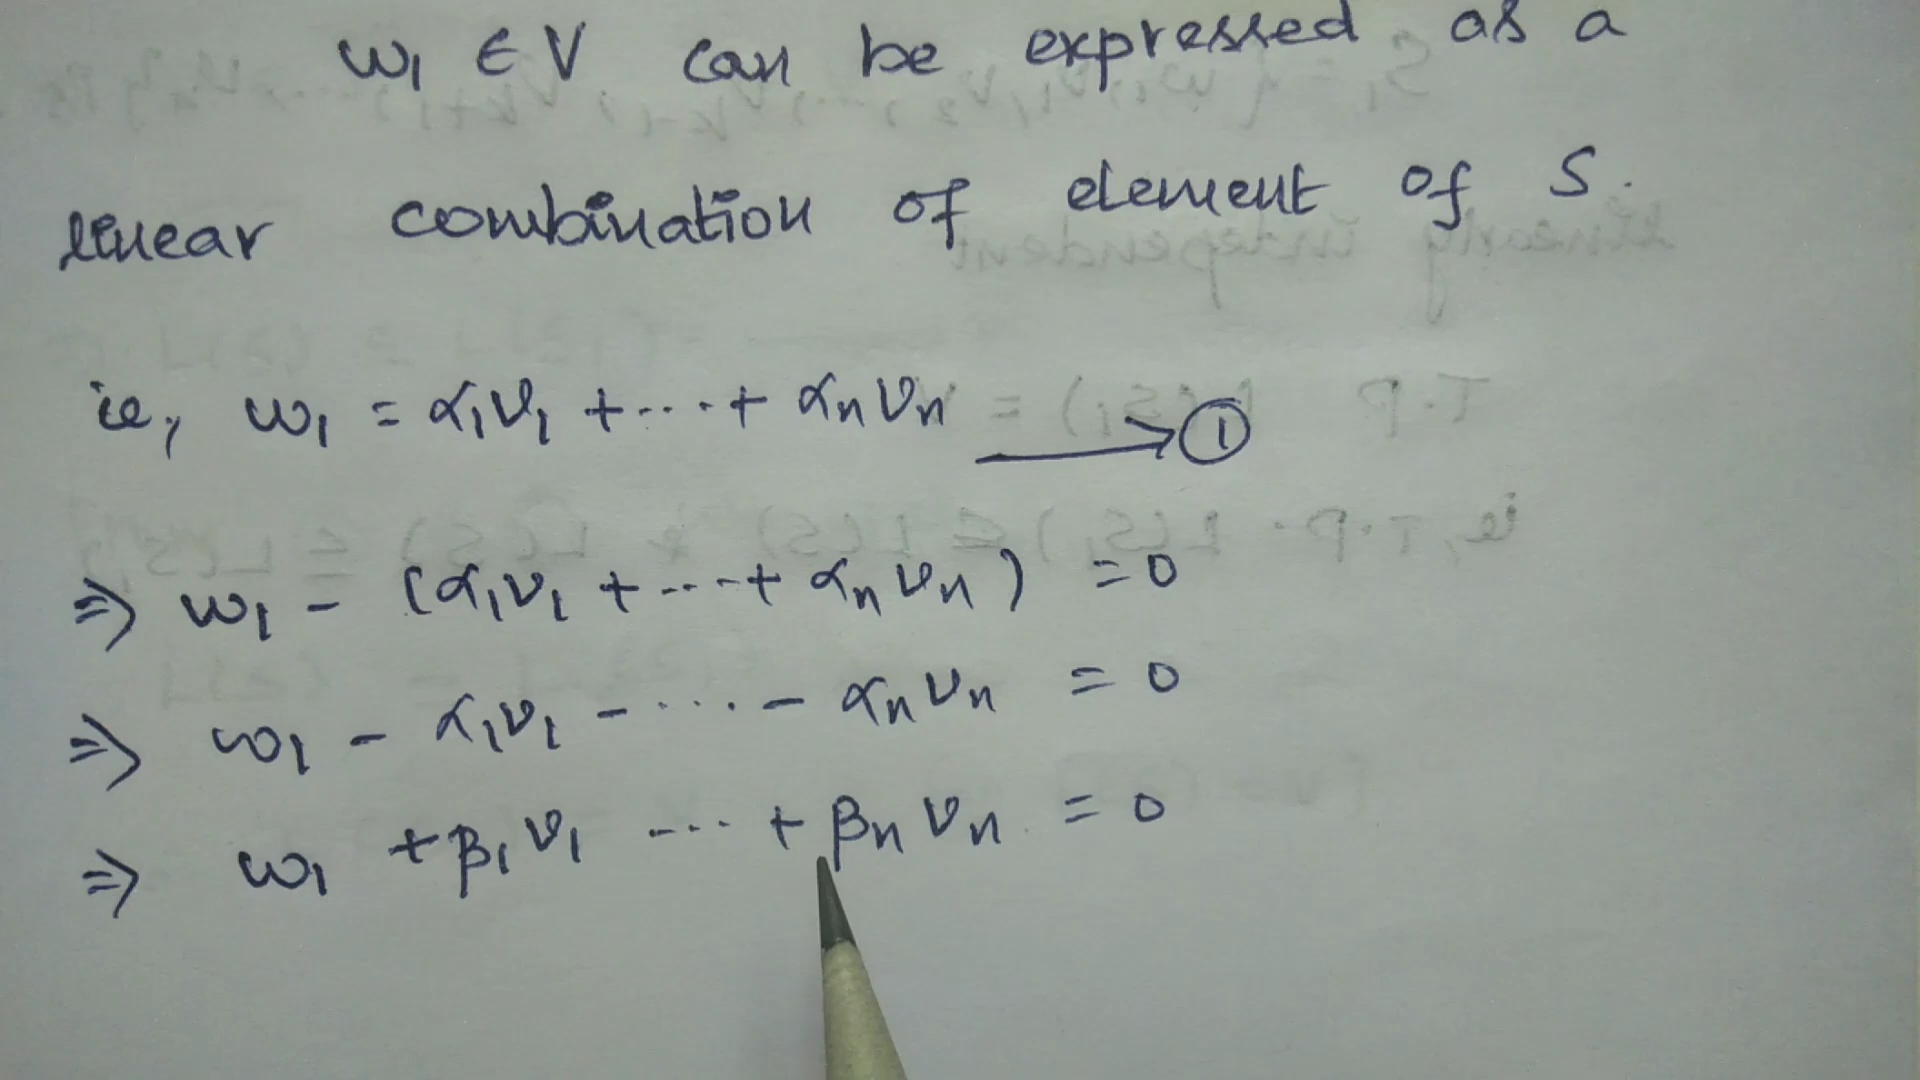 w₁ ∈ V can be expressed as a
linear combination of element of S.
ie, w₁ = α₁v₁ + ... + αₙvₙ → ①
⇒ w₁ - (α₁v₁ + ... + αₙvₙ) = 0
⇒ w₁ - α₁v₁ - ... - αₙvₙ = 0
⇒ w₁ + β₁v₁ ... + βₙvₙ = 0